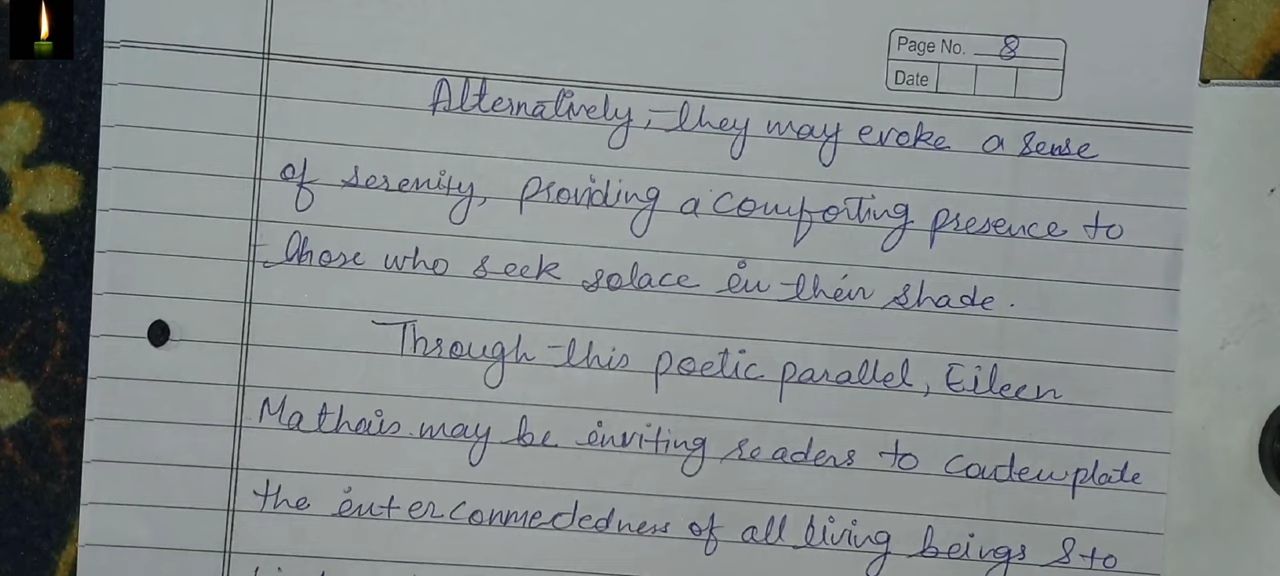 Page No. 8
Date
Alternatively, they may evoke a sense
of serenity, providing a comforting presence to
those who seek solace in their shade.
Through this poetic parallel, Eileen
Mathais may be inviting readers to contemplate
the interconnectedness of all living beings & to